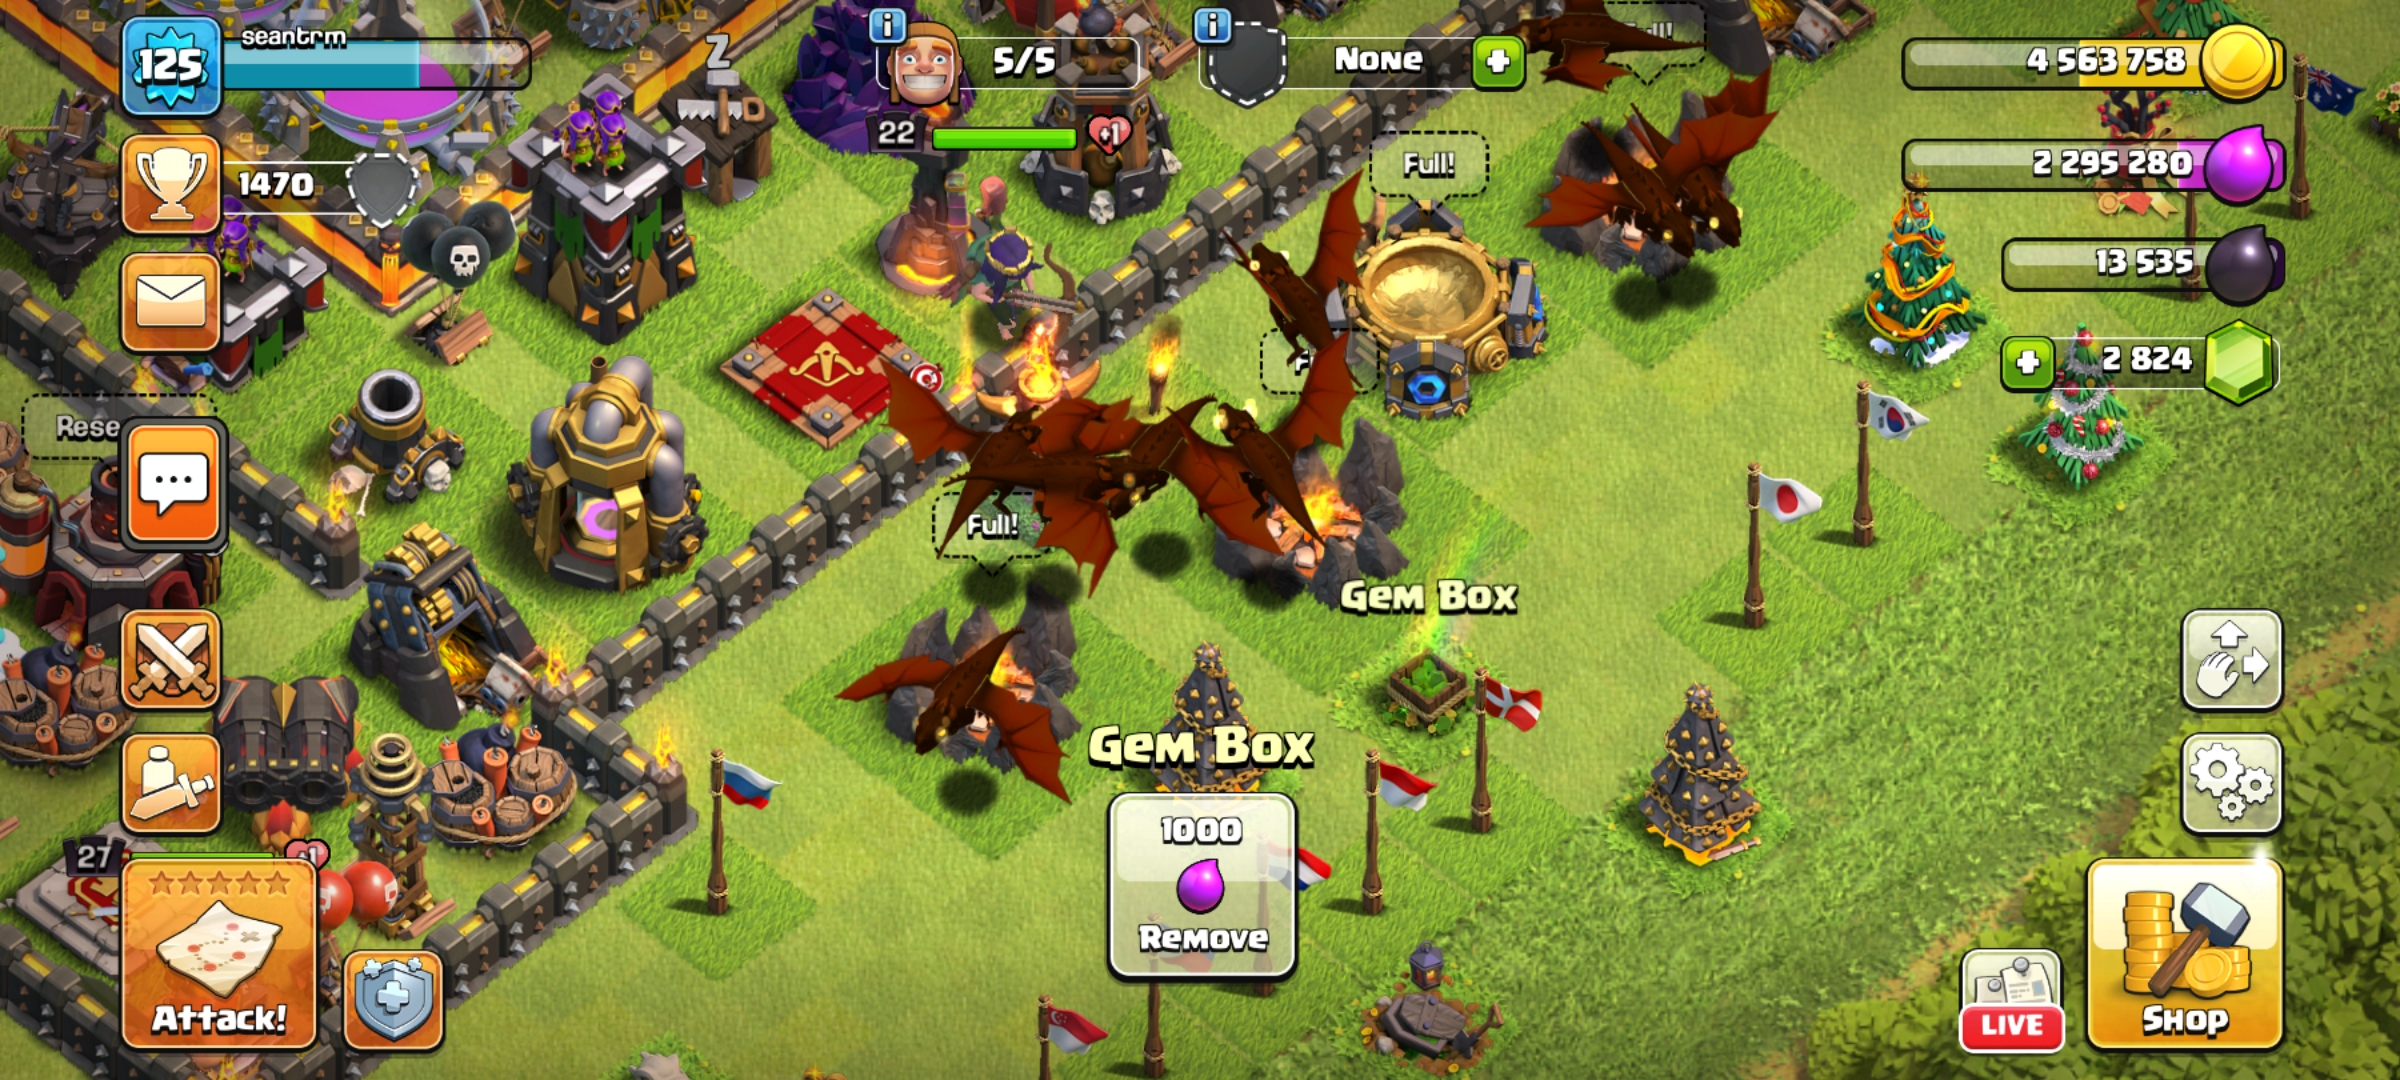 125
seantrm
i
5/5
i
None
4 563 758
22
+1
1470
Full!
2 295 280
13 535
2 824
Rese
Full!
Gem Box
Gem Box
1000
Remove
27
Attack!
LIVE
Shop